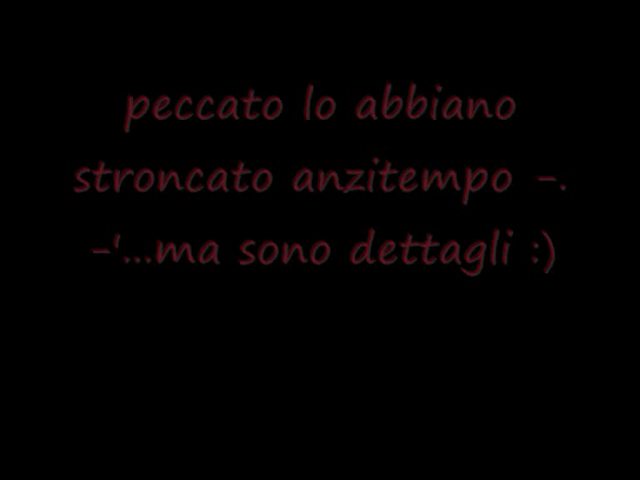 peccato lo abbiano
stroncato anzitempo -.
-'...ma sono dettagli :)